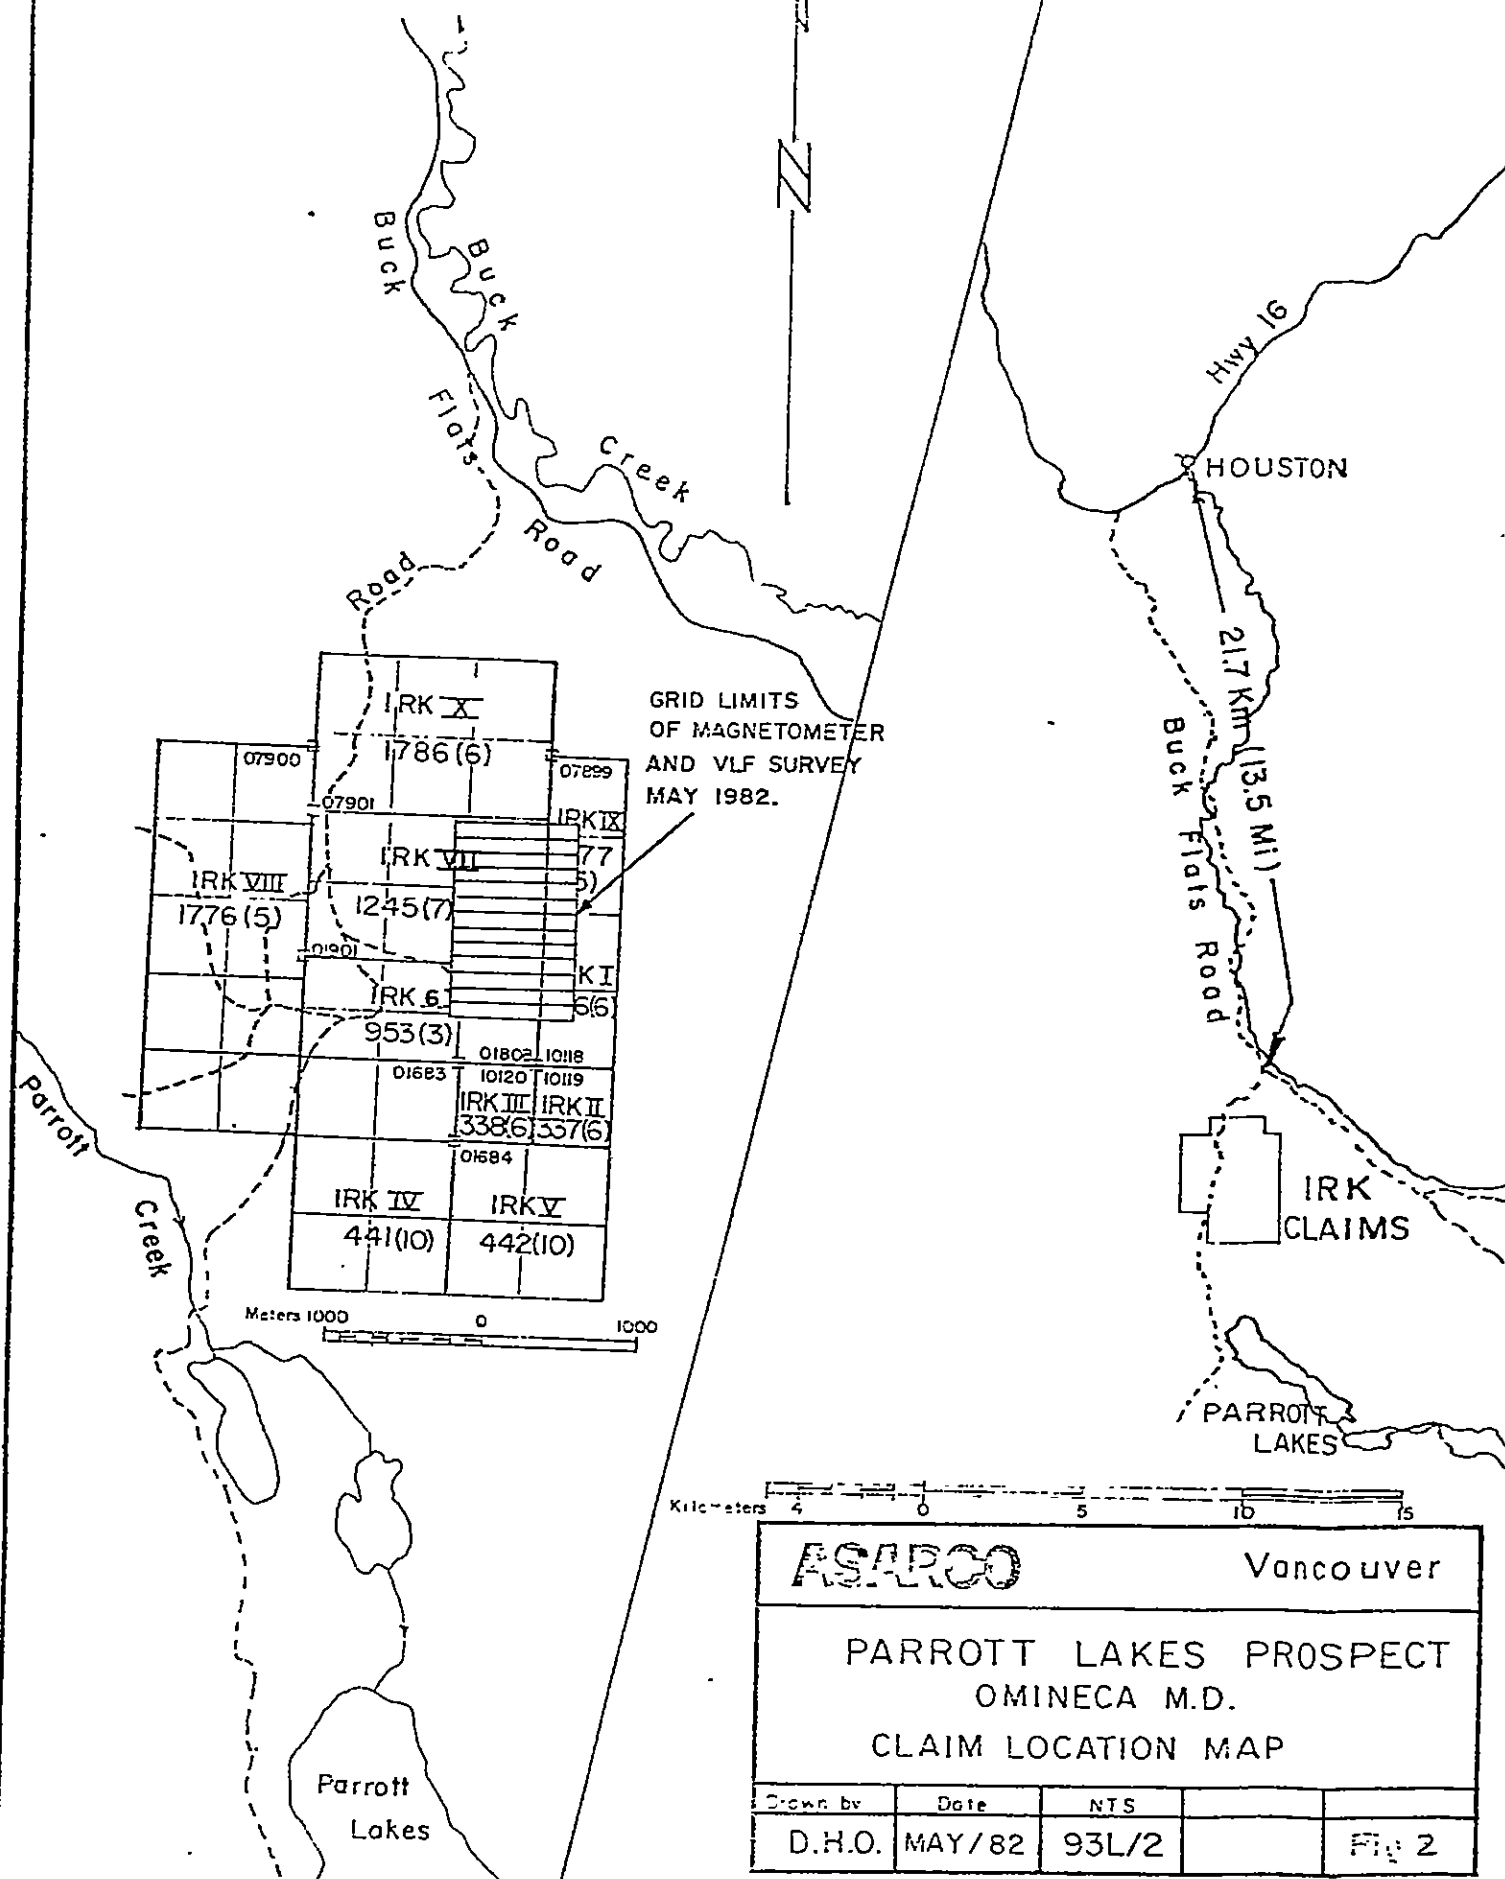 N
Buck
Flats
Road
Buck
Creek
Road
IRK X
1786(6)
07900
07899
07901
IRK IX
77
5)
IRK VII
1245(7)
IRK VIII
1776(5)
01901
K I
6(6)
IRK 6
953(3)
01802
10118
01683
10120
10119
IRK III
338(6)
IRK II
337(6)
01684
IRK IV
441(10)
IRK V
442(10)
GRID LIMITS
OF MAGNETOMETER
AND VLF SURVEY
MAY 1982.
Meters 1000 0 1000
Parrott
Creek
Parrott
Lakes
Hwy 16
HOUSTON
21.7 Km (13.5 Mi)
Buck Flats Road
IRK
CLAIMS
PARROTT
LAKES
Kilometers 4 0 5 10 15
ASARCO Vancouver
PARROTT LAKES PROSPECT
OMINECA M.D.
CLAIM LOCATION MAP
Drawn by Date NTS
D.H.O. MAY/82 93L/2 Fig 2